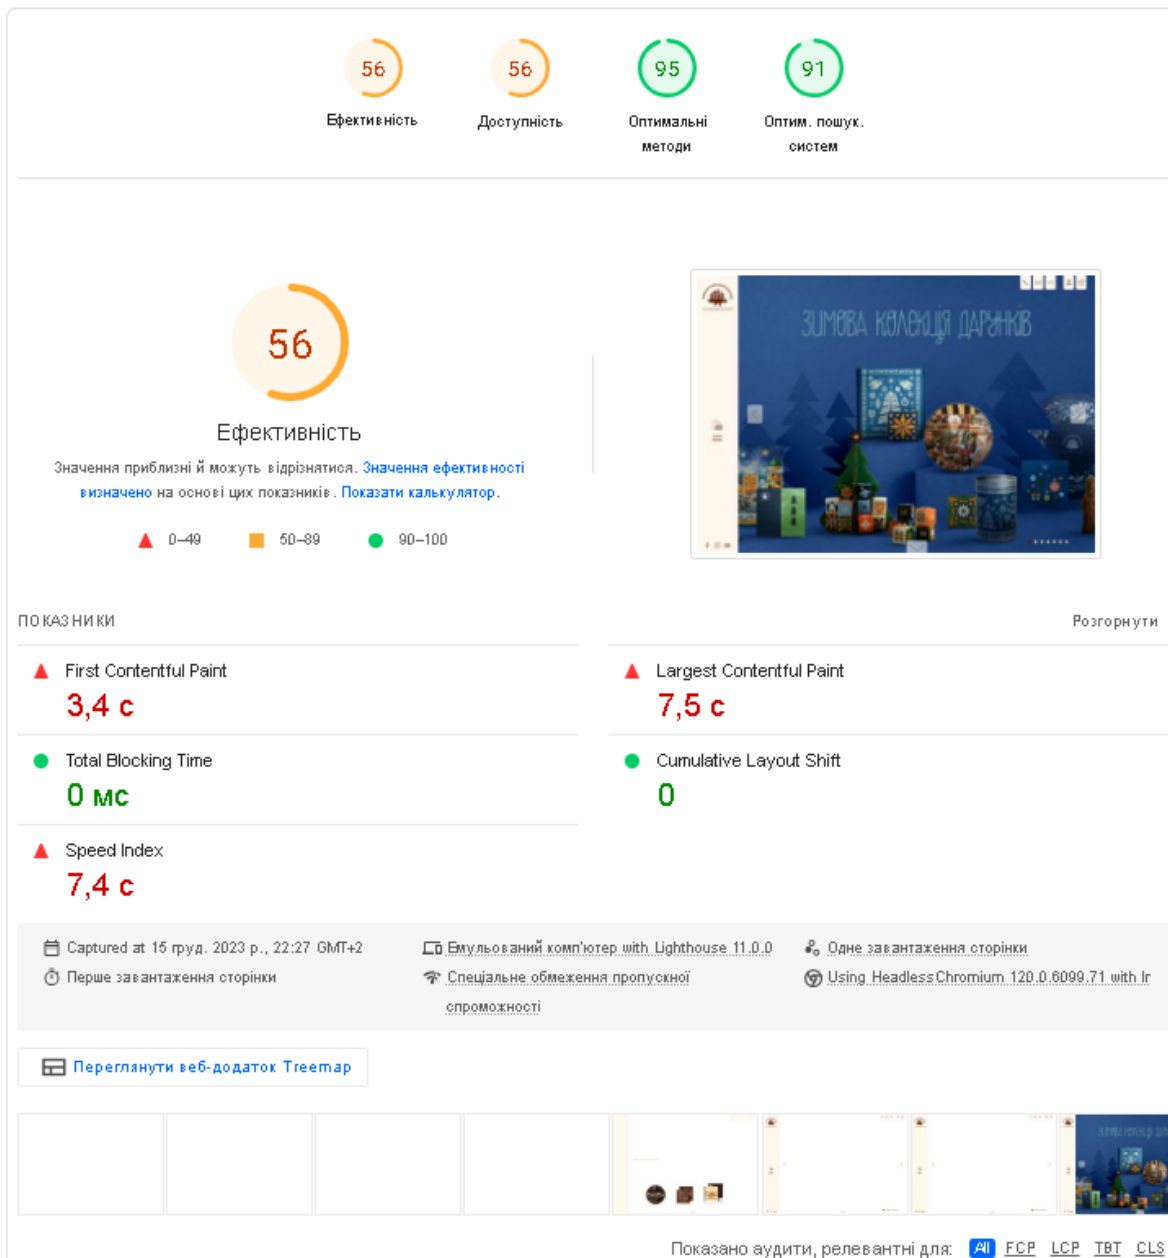 56
56
95
91
Ефективність
Доступність
Оптимальні
методи
Оптим. пошук.
систем
56
Ефективність
Значення приблизні й можуть відрізнятися. Значення ефективності
визначено на основі цих показників. Показати калькулятор.
0–49
50–89
90–100
ЗИМОВА КОЛЕКЦІЯ ДАРУНКІВ
ПОКАЗНИКИ
Розгорнути
First Contentful Paint
3,4 с
Largest Contentful Paint
7,5 с
Total Blocking Time
0 мс
Cumulative Layout Shift
0
Speed Index
7,4 с
Captured at 15 груд. 2023 р., 22:27 GMT+2
Емульований комп'ютер with Lighthouse 11.0.0
Одне завантаження сторінки
Перше завантаження сторінки
Спеціальне обмеження пропускної
спроможності
Using HeadlessChromium 120.0.6099.71 with lr
Переглянути веб-додаток Treemap
Показано аудити, релевантні для: All FCP LCP TBT CLS